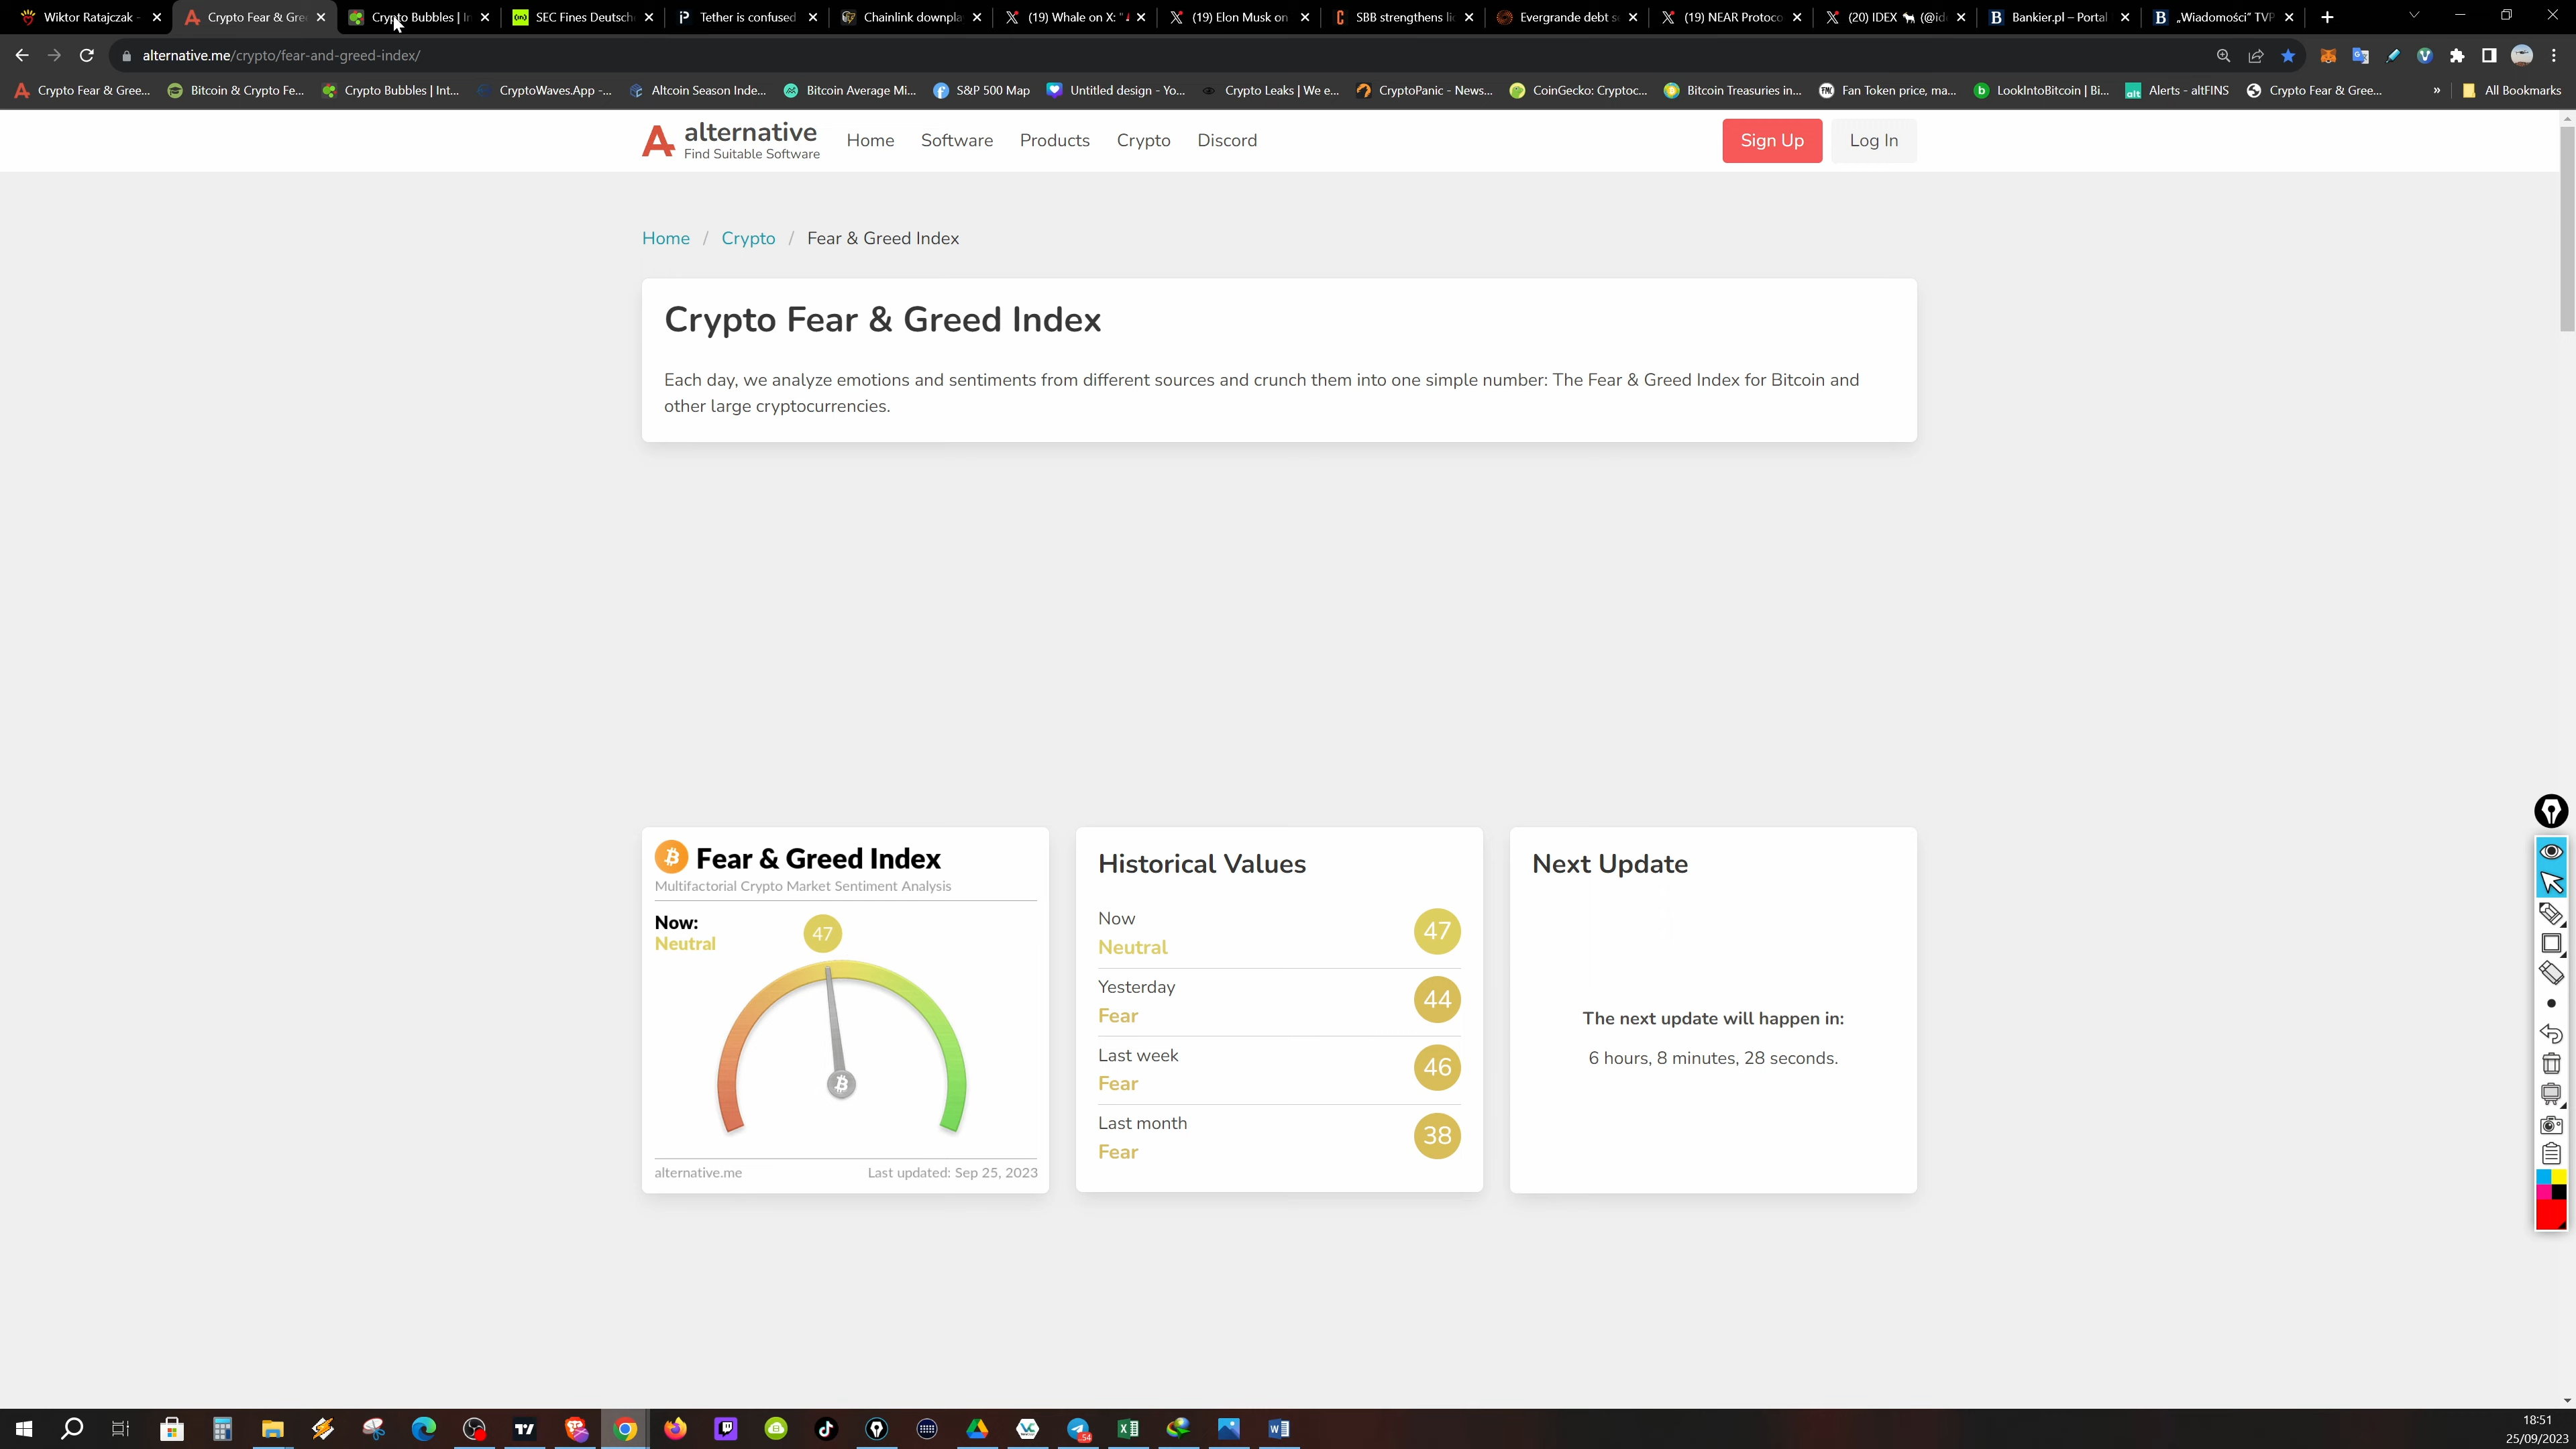 Wiktor Ratajczak -
Crypto Fear & Gre
Crypto Bubbles | In
SEC Fines Deutsch
Tether is confused
Chainlink downpla
(19) Whale on X: "
(19) Elon Musk on
SBB strengthens li
Evergrande debt s
(19) NEAR Protoco
(20) IDEX (@id
Bankier.pl – Portal
„Wiadomości" TVP
alternative.me/crypto/fear-and-greed-index/
Crypto Fear & Gree...
Bitcoin & Crypto Fe...
Crypto Bubbles | Int...
CryptoWaves.App -...
Altcoin Season Inde...
Bitcoin Average Mi...
S&P 500 Map
Untitled design - Yo...
Crypto Leaks | We e...
CryptoPanic - News...
CoinGecko: Cryptoc...
Bitcoin Treasuries in...
Fan Token price, ma...
LookIntoBitcoin | Bi...
Alerts - altFINS
Crypto Fear & Gree...
»
All Bookmarks
alternative
Find Suitable Software
Home
Software
Products
Crypto
Discord
Sign Up
Log In
Home / Crypto / Fear & Greed Index
Crypto Fear & Greed Index
Each day, we analyze emotions and sentiments from different sources and crunch them into one simple number: The Fear & Greed Index for Bitcoin and
other large cryptocurrencies.
Fear & Greed Index
Multifactorial Crypto Market Sentiment Analysis
Now:
Neutral
47
alternative.me
Last updated: Sep 25, 2023
Historical Values
Now
Neutral
47
Yesterday
Fear
44
Last week
Fear
46
Last month
Fear
38
Next Update
The next update will happen in:
6 hours, 8 minutes, 28 seconds.
54
18:51
25/09/2023